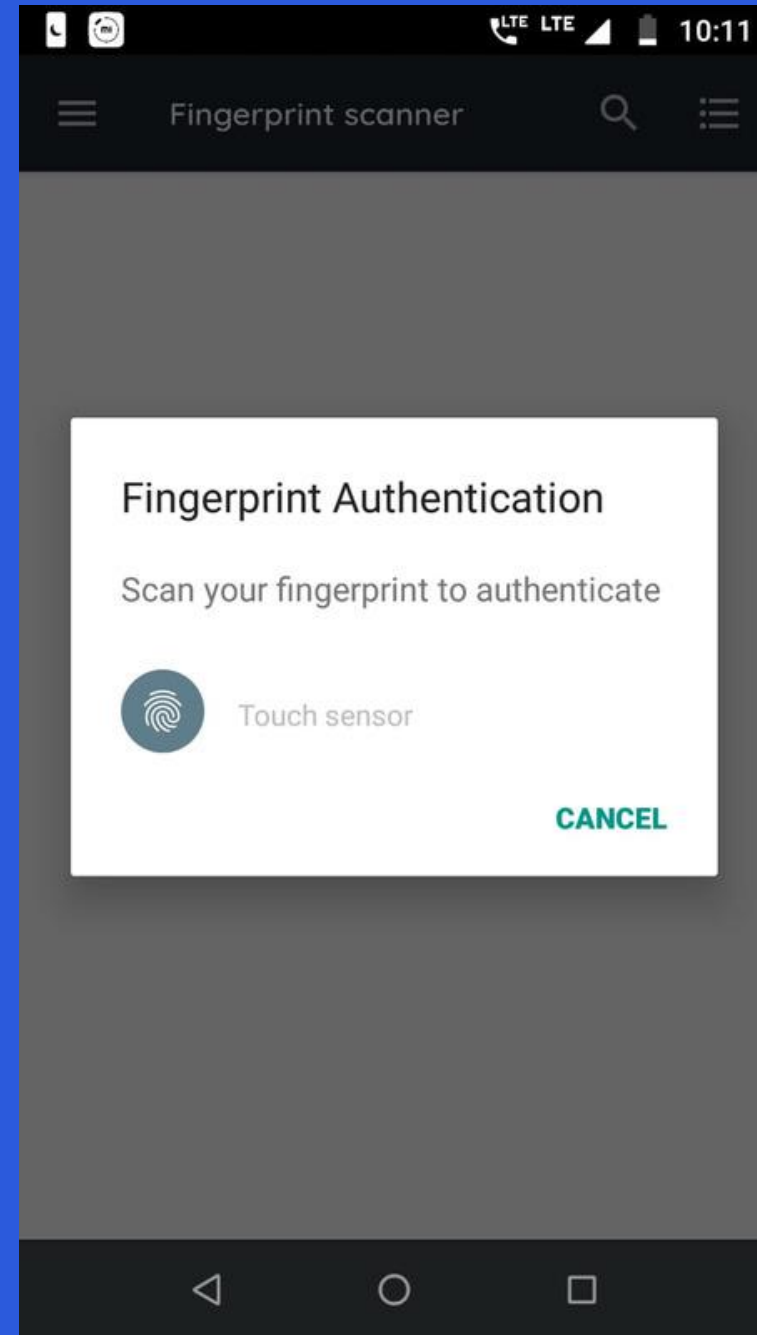 LTE LTE 10:11
Fingerprint scanner
Fingerprint Authentication
Scan your fingerprint to authenticate
Touch sensor
CANCEL